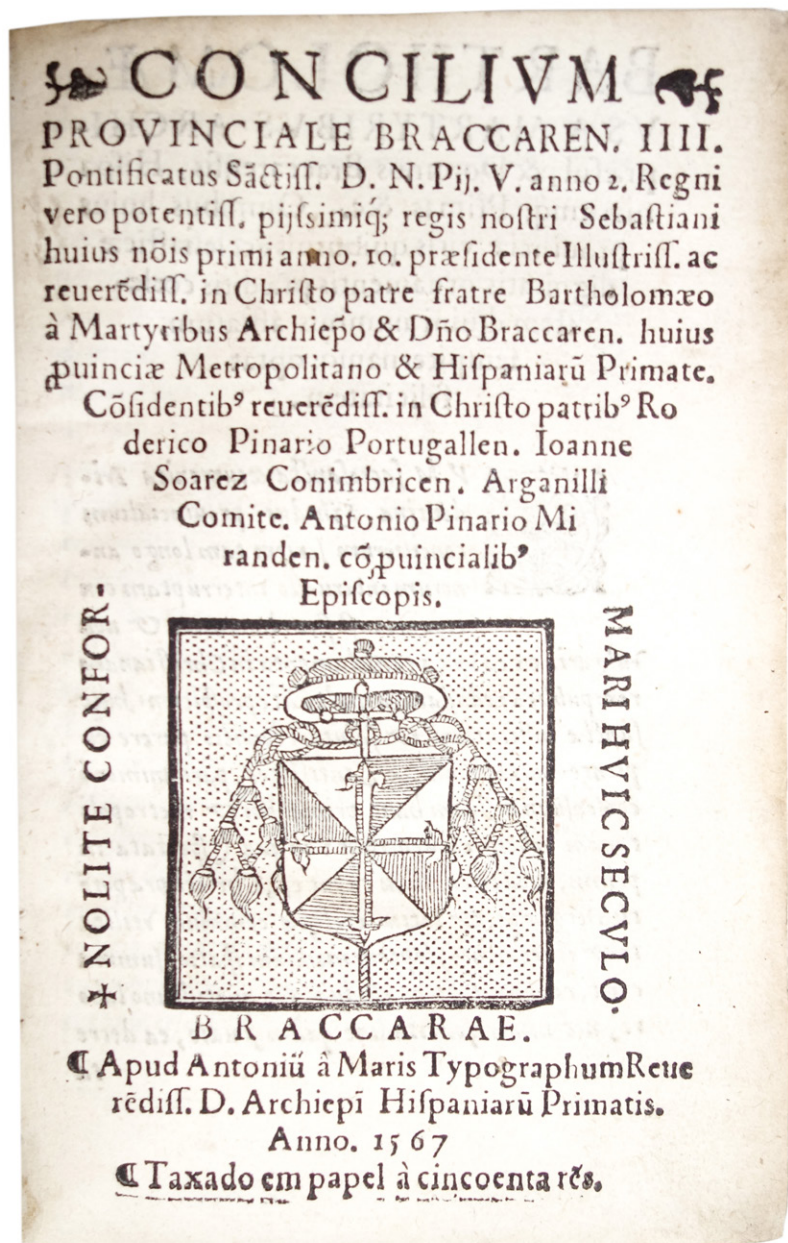 CONCILIVM
PROVINCIALE BRACCAREN. IIII.
Pontificatus Sãctiſſ. D. N. Pij. V. anno 2. Regni
vero potentiſſ. pijſsimiq́; regis noſtri Sebaſtiani
huius nõis primi anno. 10. præſidente Illuſtriſſ. ac
reuerẽdiſſ. in Chriſto patre fratre Bartholomæo
à Martyribus Archiep̃o & Dñо Braccaren. huius
ꝓuinciæ Metropolitano & Hiſpaniarũ Primate.
Cõſidentibꝰ reuerẽdiſſ. in Chriſto patribꝰ Ro
derico Pinario Portugallen. Ioanne
Soarez Conimbricen. Arganilli
Comite. Antonio Pinario Mi
randen. cõꝓuincialibꝰ
Epiſcopis.
✠ NOLITE CONFOR-
MARI HVIC SECVLO.
BRACCARAE.
¶ Apud Antoniũ â Maris Typographum Reue
rẽdiſſ. D. Archiepĩ Hiſpaniarũ Primatis.
Anno. 1567
¶ Taxado em papel à cincoenta rẽs.